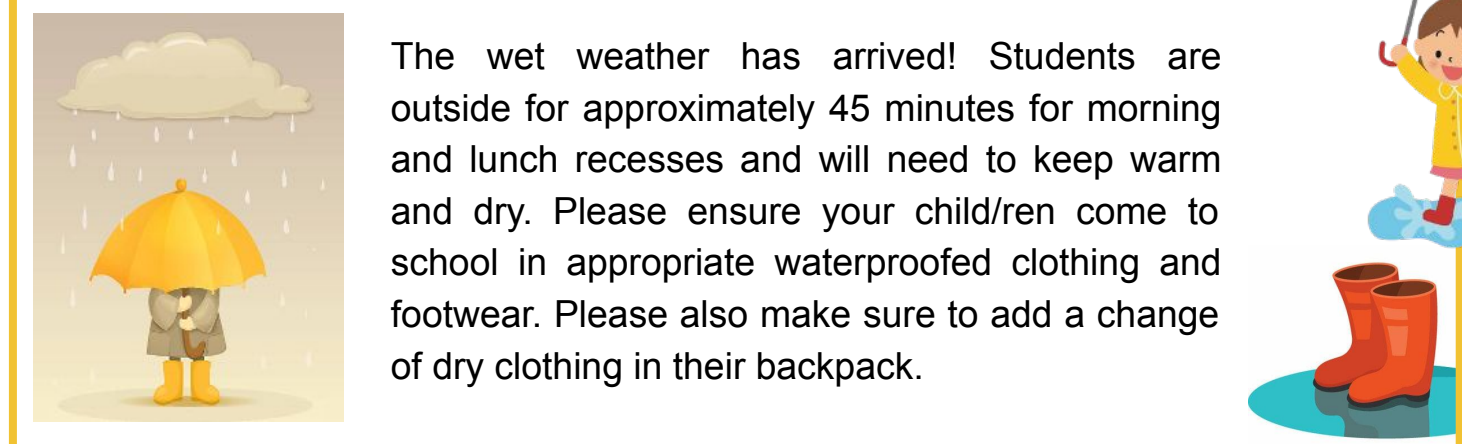 The wet weather has arrived! Students are
outside for approximately 45 minutes for morning
and lunch recesses and will need to keep warm
and dry. Please ensure your child/ren come to
school in appropriate waterproofed clothing and
footwear. Please also make sure to add a change
of dry clothing in their backpack.